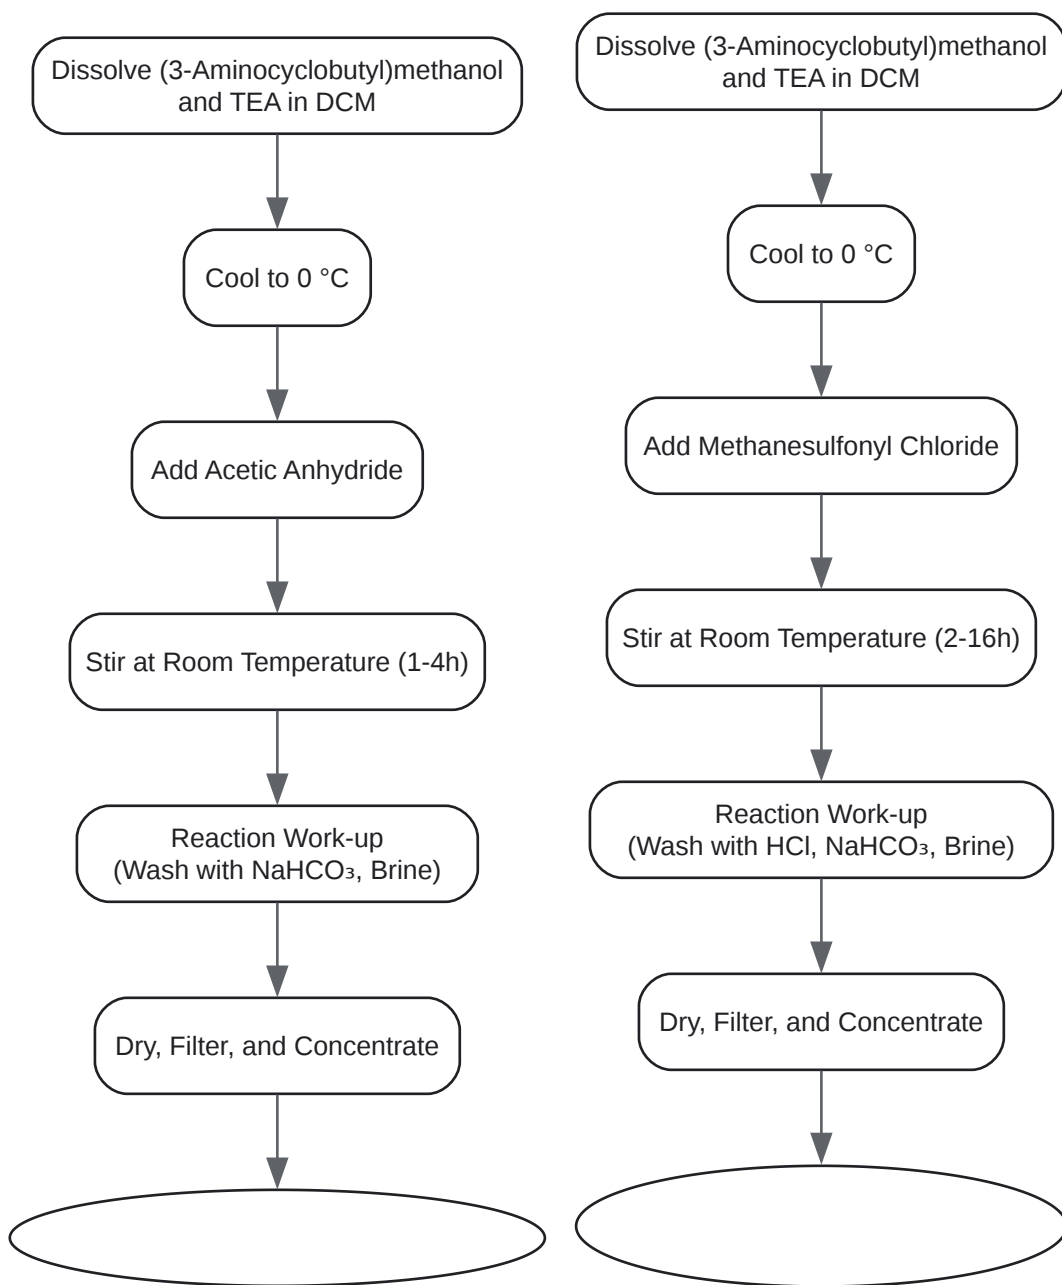 Dissolve (3-Aminocyclobutyl)methanol
and TEA in DCM
Cool to 0 °C
Add Acetic Anhydride
Stir at Room Temperature (1-4h)
Reaction Work-up
(Wash with NaHCO₃, Brine)
Dry, Filter, and Concentrate
Dissolve (3-Aminocyclobutyl)methanol
and TEA in DCM
Cool to 0 °C
Add Methanesulfonyl Chloride
Stir at Room Temperature (2-16h)
Reaction Work-up
(Wash with HCl, NaHCO₃, Brine)
Dry, Filter, and Concentrate